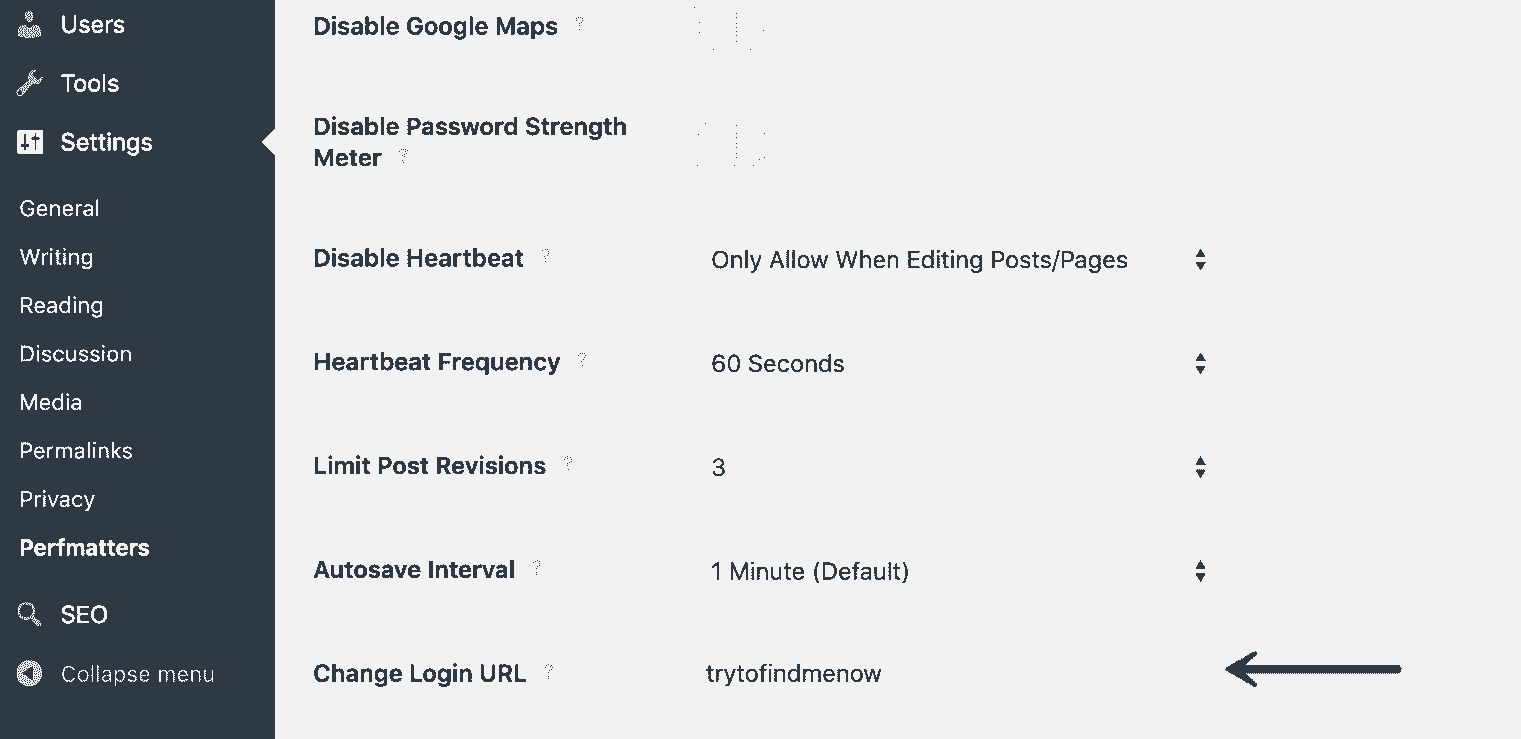 Users
Tools
Settings
General
Writing
Reading
Discussion
Media
Permalinks
Privacy
Perfmatters
SEO
Collapse menu
Disable Google Maps ?
Disable Password Strength
Meter ?
Disable Heartbeat ? Only Allow When Editing Posts/Pages
Heartbeat Frequency ? 60 Seconds
Limit Post Revisions ? 3
Autosave Interval ? 1 Minute (Default)
Change Login URL ? trytofindmenow